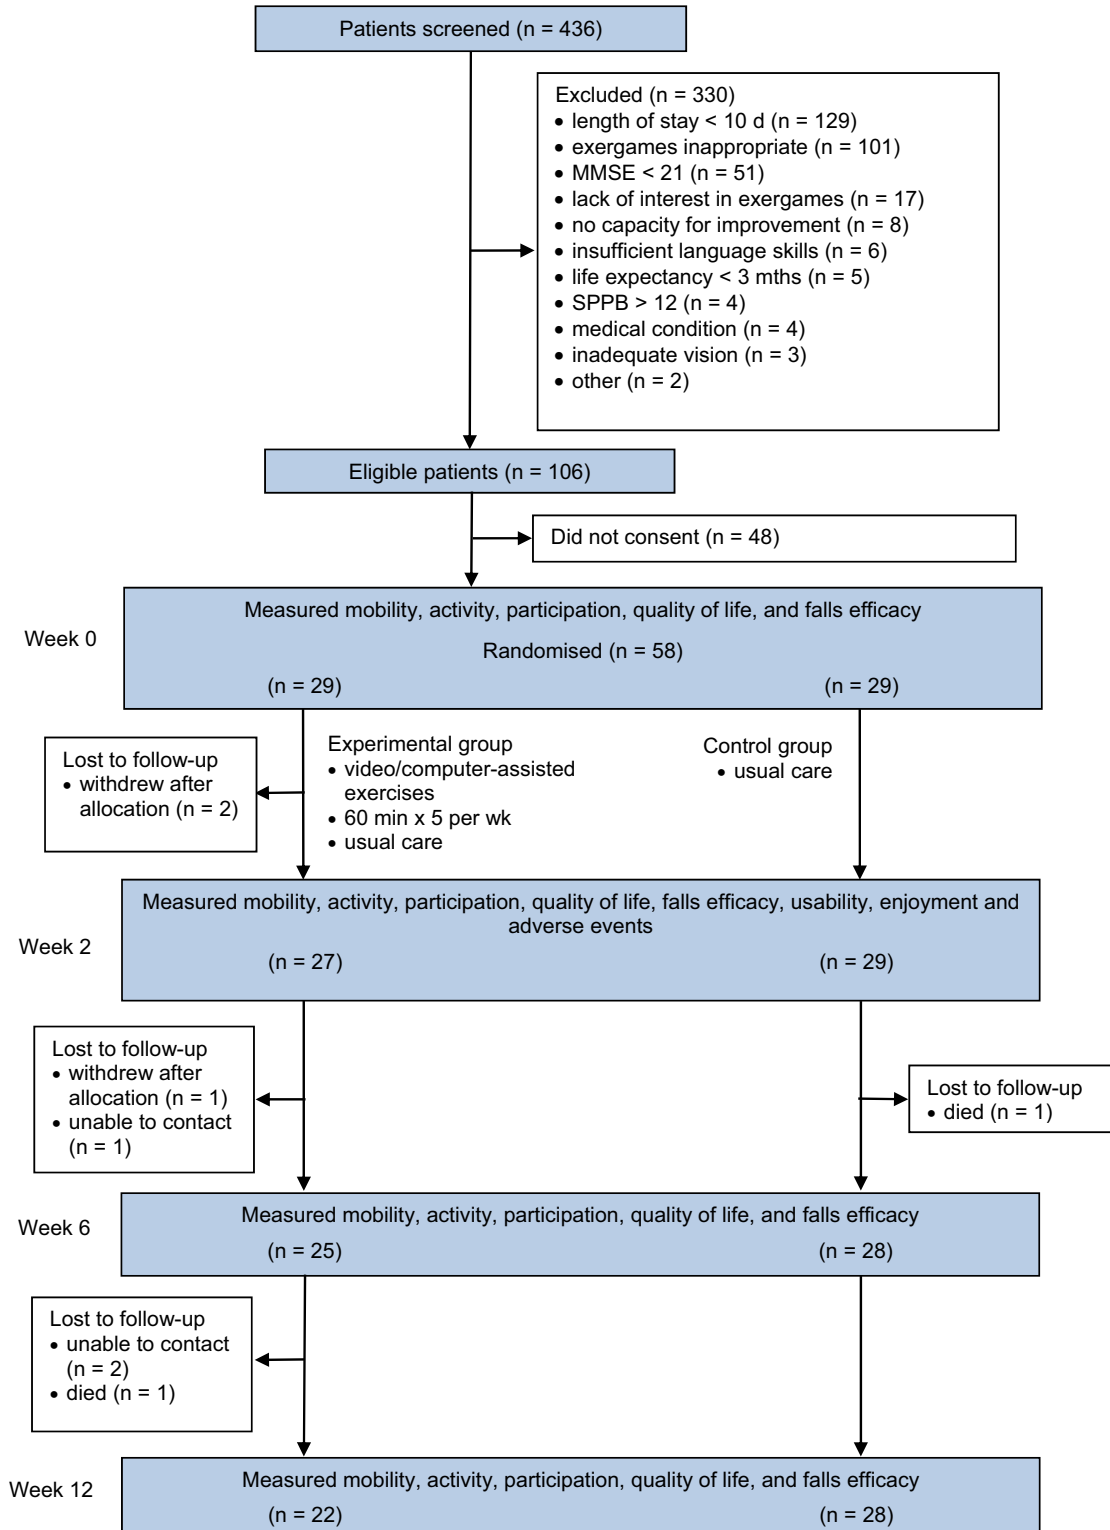 Patients screened (n = 436)
Excluded (n = 330)
• length of stay < 10 d (n = 129)
• exergames inappropriate (n = 101)
• MMSE < 21 (n = 51)
• lack of interest in exergames (n = 17)
• no capacity for improvement (n = 8)
• insufficient language skills (n = 6)
• life expectancy < 3 mths (n = 5)
• SPPB > 12 (n = 4)
• medical condition (n = 4)
• inadequate vision (n = 3)
• other (n = 2)
Eligible patients (n = 106)
Did not consent (n = 48)
Week 0
Measured mobility, activity, participation, quality of life, and falls efficacy
Randomised (n = 58)
(n = 29)
(n = 29)
Lost to follow-up
• withdrew after
allocation (n = 2)
Experimental group
• video/computer-assisted
exercises
• 60 min x 5 per wk
• usual care
Control group
• usual care
Week 2
Measured mobility, activity, participation, quality of life, falls efficacy, usability, enjoyment and
adverse events
(n = 27)
(n = 29)
Lost to follow-up
• withdrew after
allocation (n = 1)
• unable to contact
(n = 1)
Lost to follow-up
• died (n = 1)
Week 6
Measured mobility, activity, participation, quality of life, and falls efficacy
(n = 25)
(n = 28)
Lost to follow-up
• unable to contact
(n = 2)
• died (n = 1)
Week 12
Measured mobility, activity, participation, quality of life, and falls efficacy
(n = 22)
(n = 28)